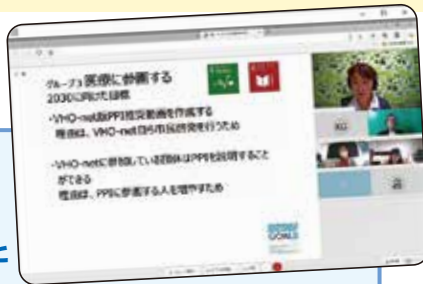 グループ3 医療に参画する
2030に向けた目標
・VHO-net版PPI推奨動画を作成する
理由は、VHO-net自ら市民啓発を行うため
・VHO-netに参加している団体はPPIを説明すること
ができる
理由は、PPIに参画する人を増やすため
KG
GOALS